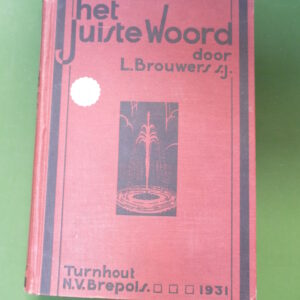 het
Juiste Woord
door
L. Brouwers s.j.
Turnhout
N.V. Brepols. 1931